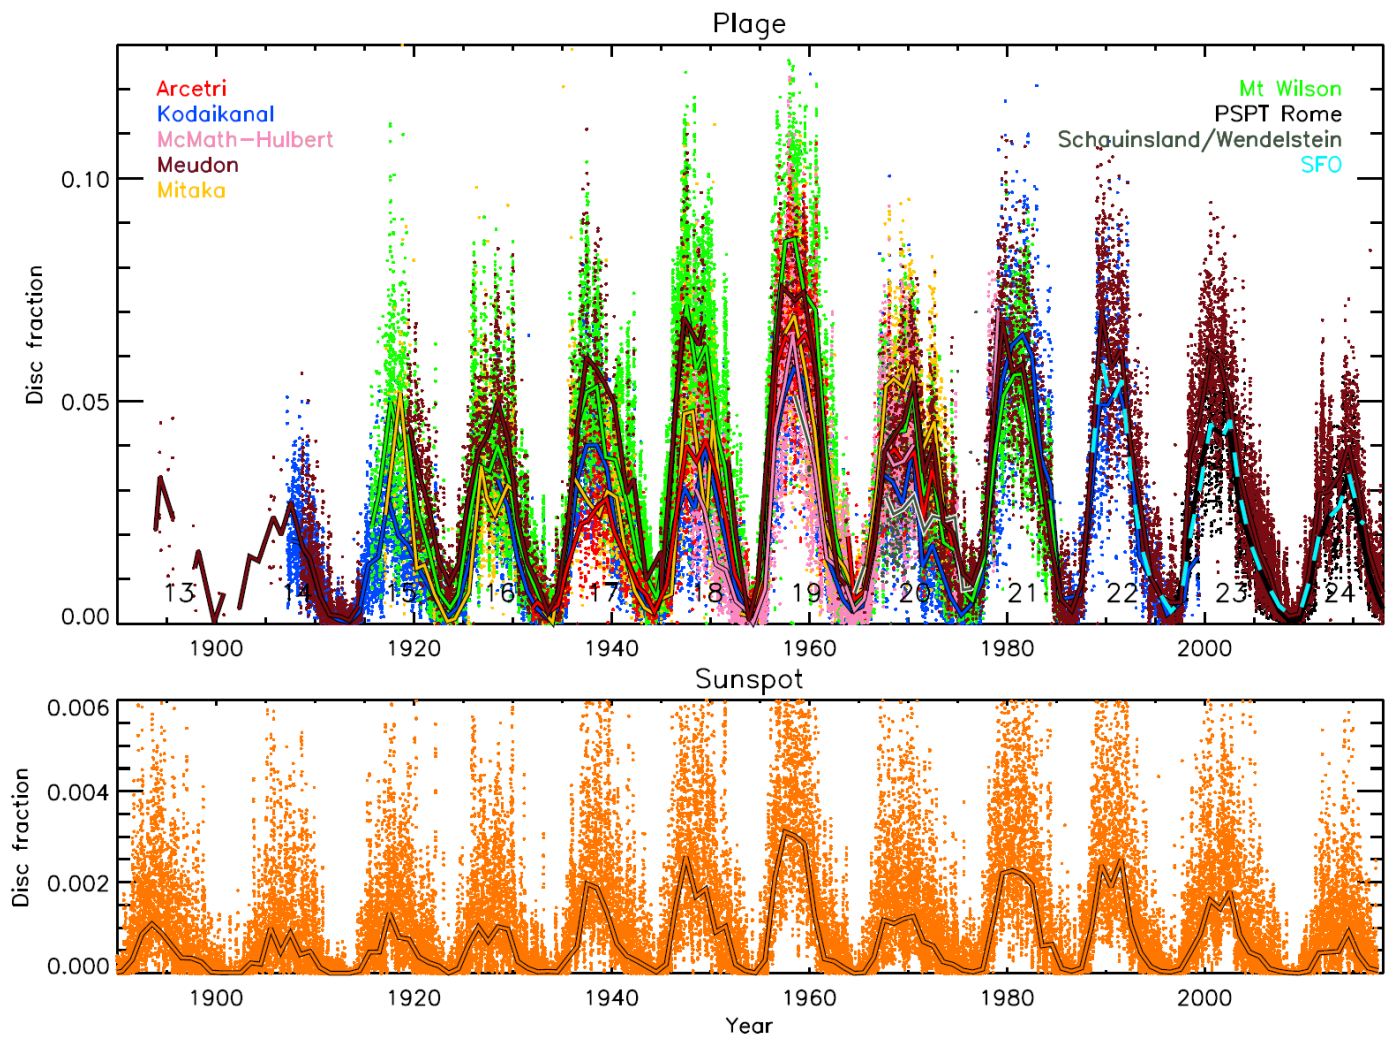 Plage
Arcetri
Kodaikanal
McMath-Hulbert
Meudon
Mitaka
Mt Wilson
PSPT Rome
Schauinsland/Wendelstein
SFO
Disc fraction
0.10
0.05
0.00
13 14 15 16 17 18 19 20 21 22 23 24
1900 1920 1940 1960 1980 2000
Sunspot
Disc fraction
0.006
0.004
0.002
0.000
1900 1920 1940 1960 1980 2000
Year